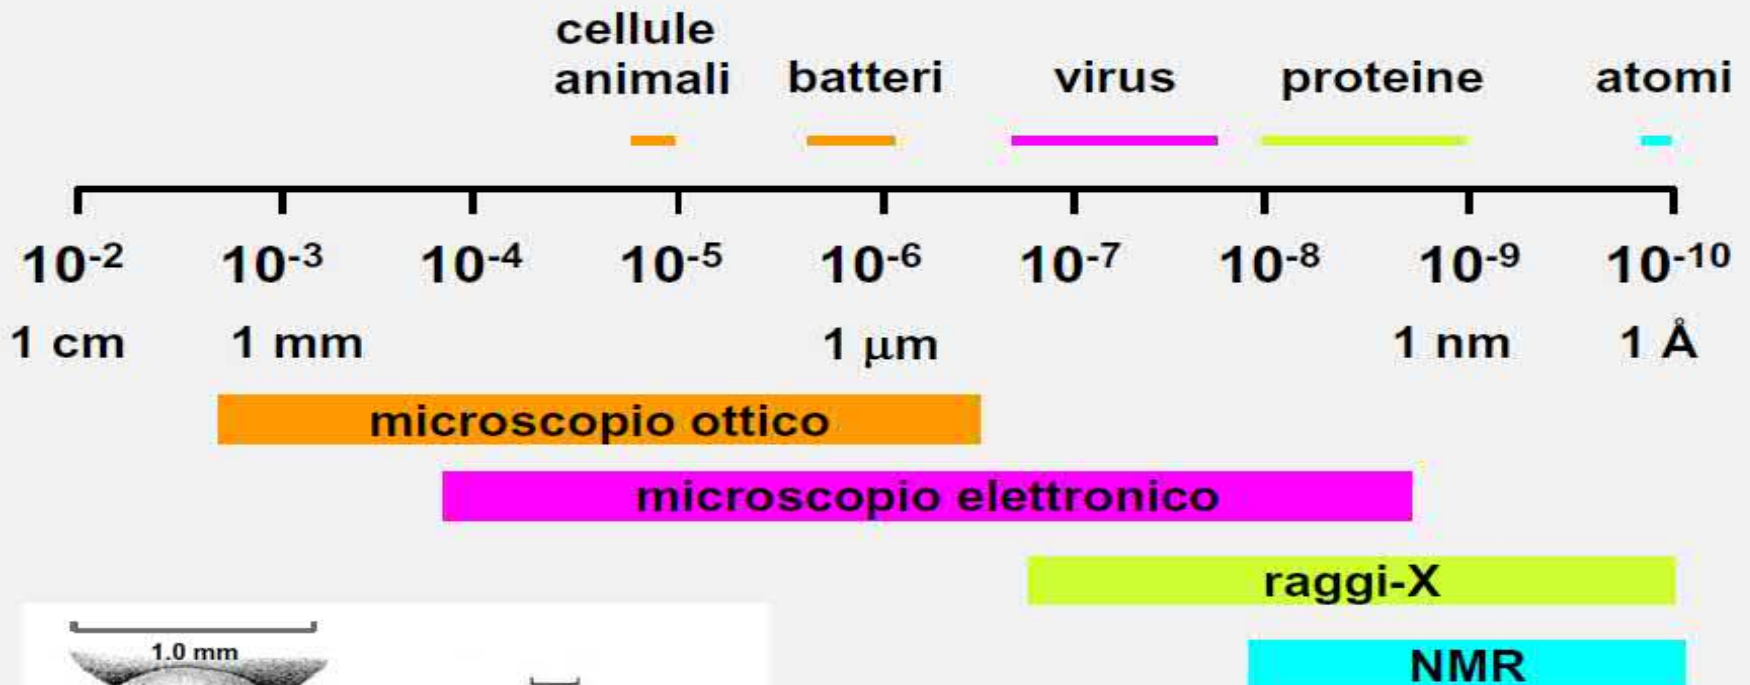 cellule
animali batteri virus proteine atomi
10⁻² 10⁻³ 10⁻⁴ 10⁻⁵ 10⁻⁶ 10⁻⁷ 10⁻⁸ 10⁻⁹ 10⁻¹⁰
1 cm 1 mm 1 μm 1 nm 1 Å
microscopio ottico
microscopio elettronico
raggi-X
1.0 mm
NMR